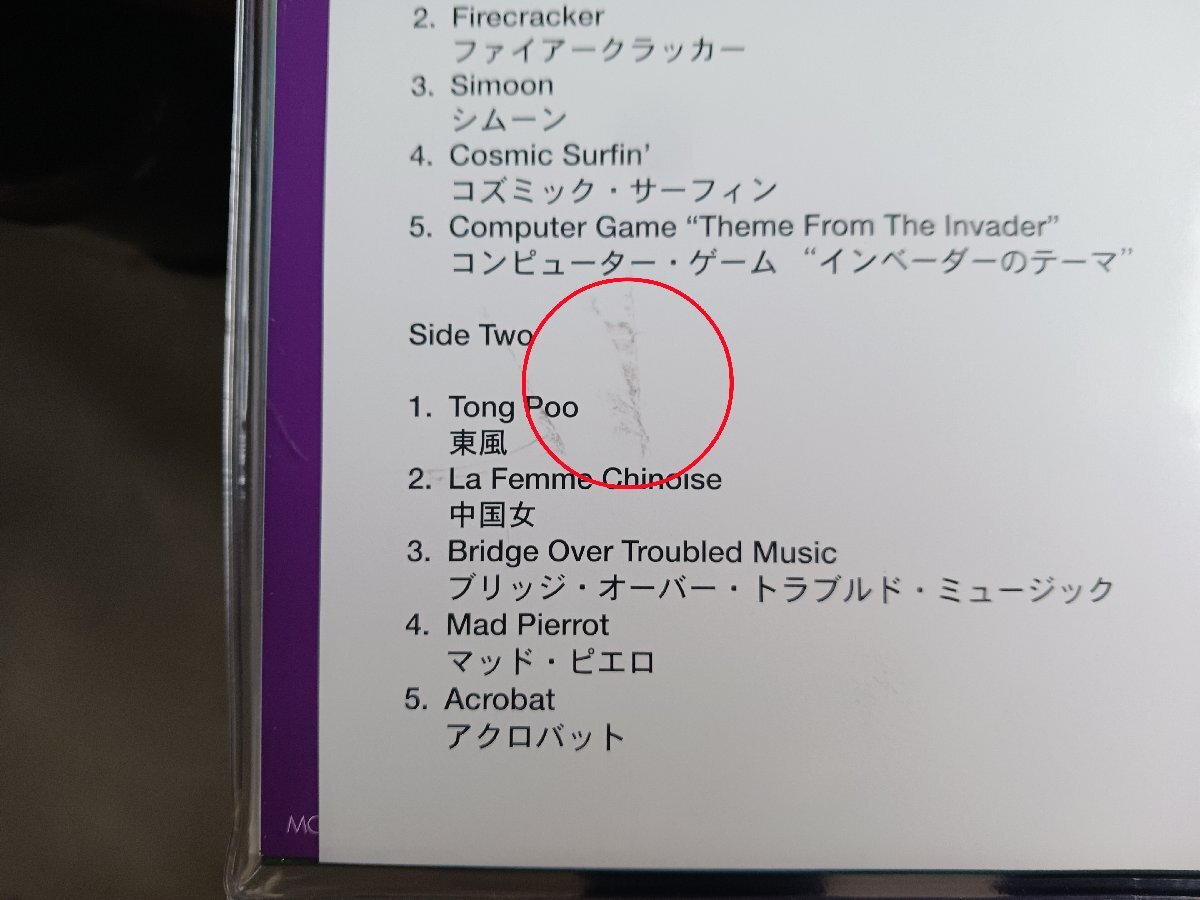 2. Firecracker
ファイアークラッカー
3. Simoon
シムーン
4. Cosmic Surfin'
コズミック・サーフィン
5. Computer Game “Theme From The Invader”
コンピューター・ゲーム “インベーダーのテーマ”
Side Two
1. Tong Poo
東風
2. La Femme Chinoise
中国女
3. Bridge Over Troubled Music
ブリッジ・オーバー・トラブルド・ミュージック
4. Mad Pierrot
マッド・ピエロ
5. Acrobat
アクロバット